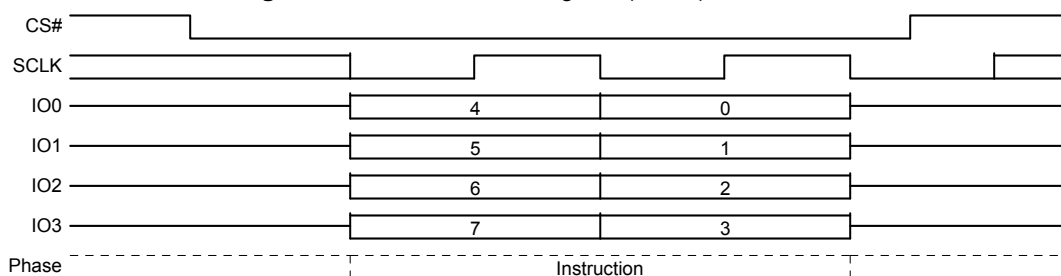 CS#
SCLK
IO0 4 0
IO1 5 1
IO2 6 2
IO3 7 3
Phase Instruction